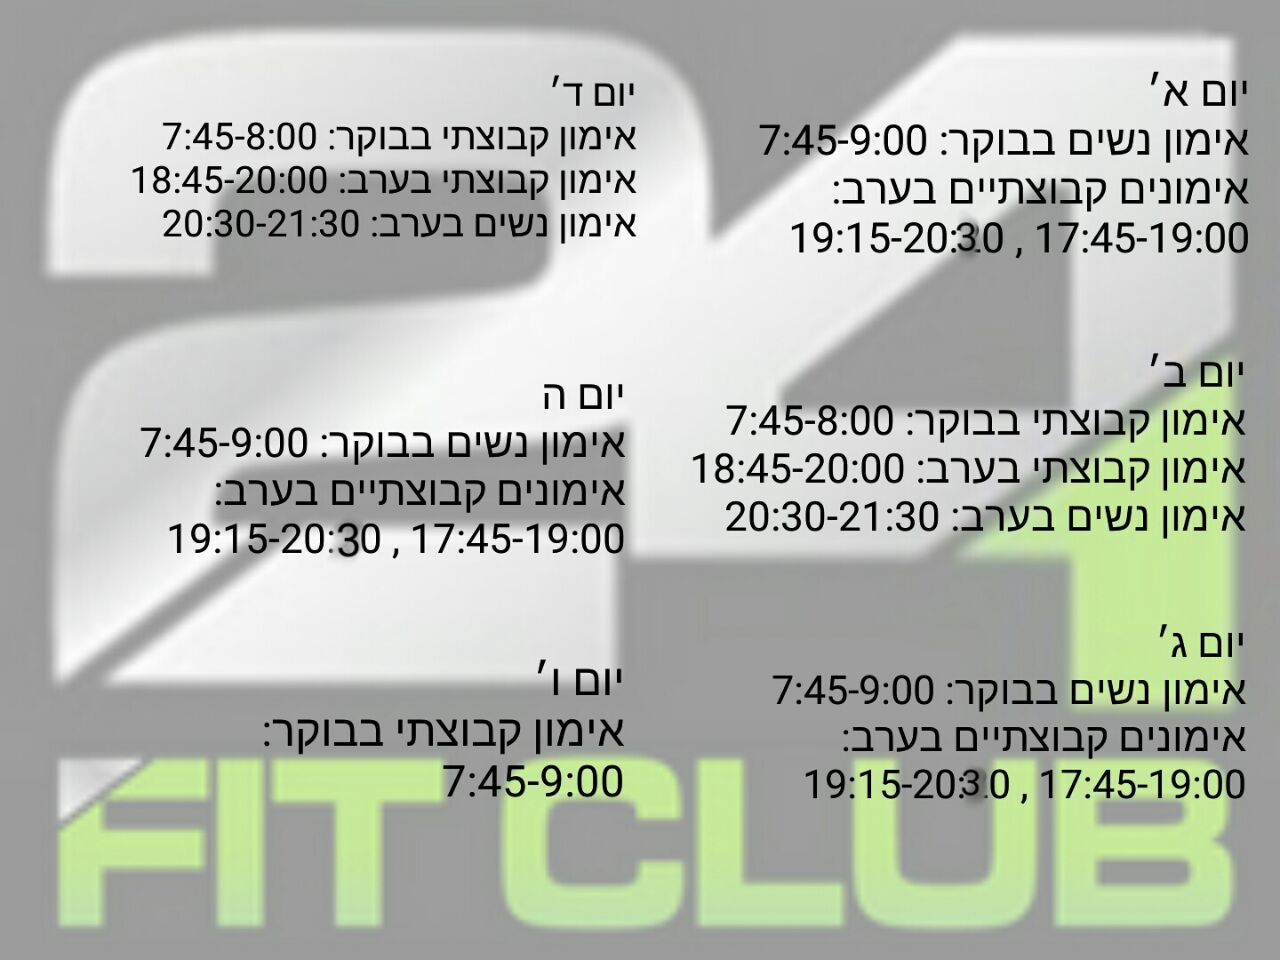 יום א׳
אימון נשים בבוקר: 7:45-9:00
אימונים קבוצתיים בערב:
17:45-19:00 , 19:15-20:30
יום ב׳
אימון קבוצתי בבוקר: 7:45-8:00
אימון קבוצתי בערב: 18:45-20:00
אימון נשים בערב: 20:30-21:30
יום ג׳
אימון נשים בבוקר: 7:45-9:00
אימונים קבוצתיים בערב:
17:45-19:00 , 19:15-20:30
יום ד׳
אימון קבוצתי בבוקר: 7:45-8:00
אימון קבוצתי בערב: 18:45-20:00
אימון נשים בערב: 20:30-21:30
יום ה
אימון נשים בבוקר: 7:45-9:00
אימונים קבוצתיים בערב:
17:45-19:00 , 19:15-20:30
יום ו׳
אימון קבוצתי בבוקר:
7:45-9:00
24
FIT CLUB